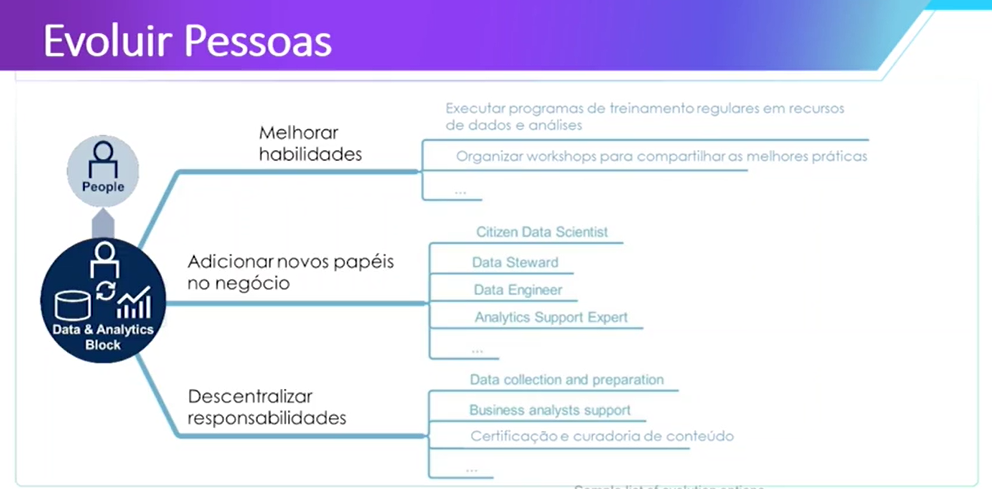 Evoluir Pessoas
People
Data & Analytics
Block
Melhorar
habilidades
Executar programas de treinamento regulares em recursos
de dados e análises
Organizar workshops para compartilhar as melhores práticas
...
Adicionar novos papéis
no negócio
Citizen Data Scientist
Data Steward
Data Engineer
Analytics Support Expert
...
Descentralizar
responsabilidades
Data collection and preparation
Business analysts support
Certificação e curadoria de conteúdo
...